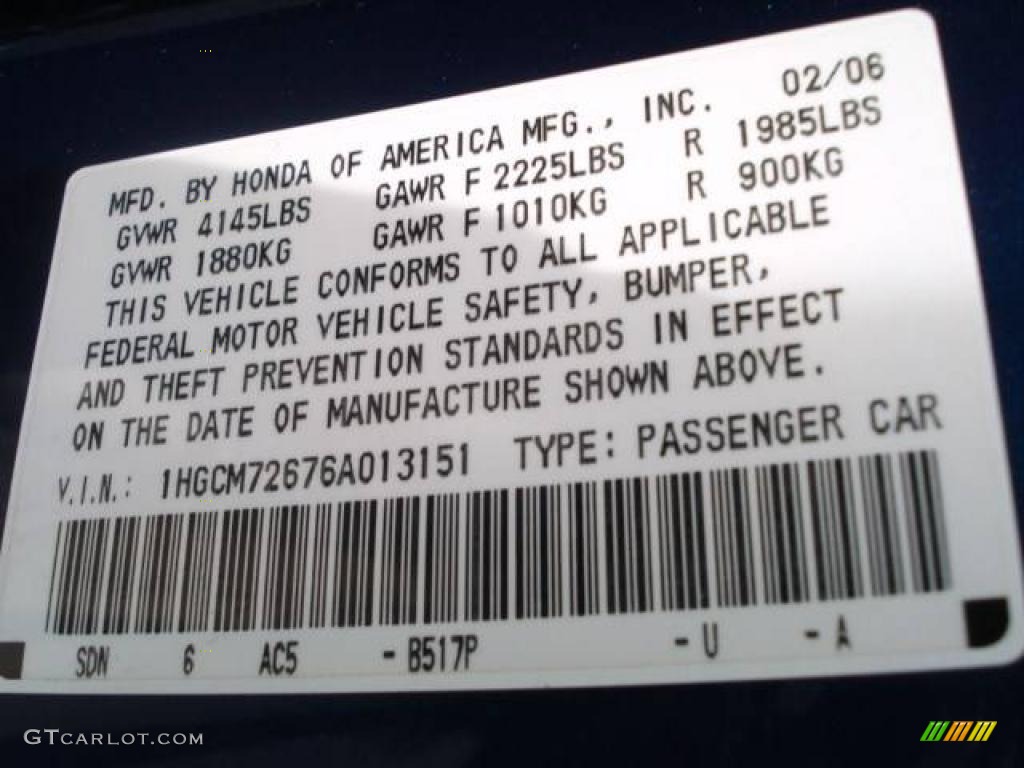 MFD. BY HONDA OF AMERICA MFG., INC. 02/06
GVWR 4145LBS GAWR F 2225LBS R 1985LBS
GVWR 1880KG GAWR F 1010KG R 900KG
THIS VEHICLE CONFORMS TO ALL APPLICABLE
FEDERAL MOTOR VEHICLE SAFETY, BUMPER,
AND THEFT PREVENTION STANDARDS IN EFFECT
ON THE DATE OF MANUFACTURE SHOWN ABOVE.
V.I.N.: 1HGCM72676A013151 TYPE: PASSENGER CAR
SDN 6 AC5 - B517P - U - A
GTCARLOT.COM